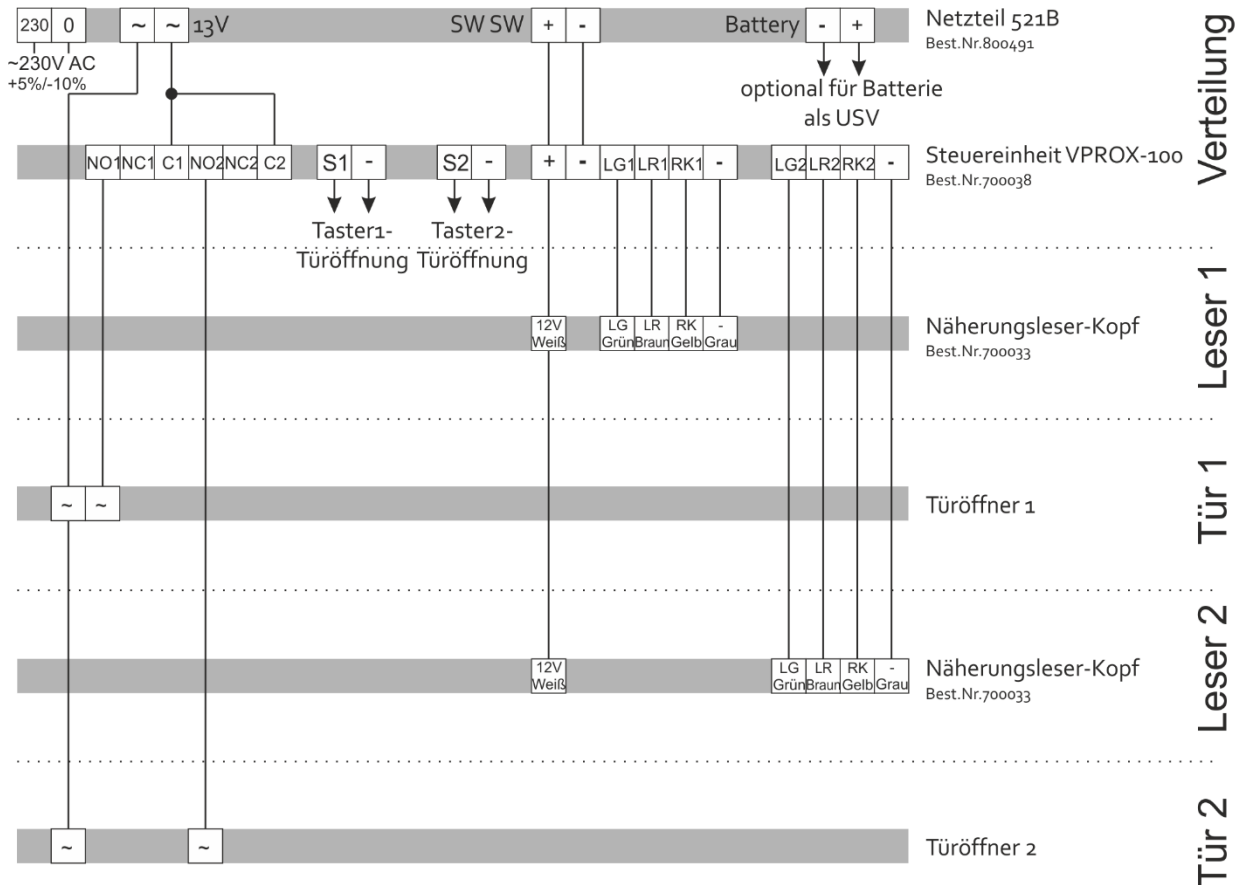 230 0 ~ ~ 13V SW SW + - Battery - + Netzteil 521B
Best.Nr.800491
~230V AC
+5%/-10%
optional für Batterie
als USV
Verteilung
NO1 NC1 C1 NO2 NC2 C2 S1 - S2 - + - LG1 LR1 RK1 - LG2 LR2 RK2 - Steuereinheit VPROX-100
Best.Nr.700038
Taster1-
Türöffnung
Taster2-
Türöffnung
Leser 1
12V LG LR RK - Näherungsleser-Kopf
Weiß Grün Braun Gelb Grau Best.Nr.700033
Tür 1
~ ~ Türöffner 1
Leser 2
12V LG LR RK - Näherungsleser-Kopf
Weiß Grün Braun Gelb Grau Best.Nr.700033
Tür 2
~ ~ Türöffner 2